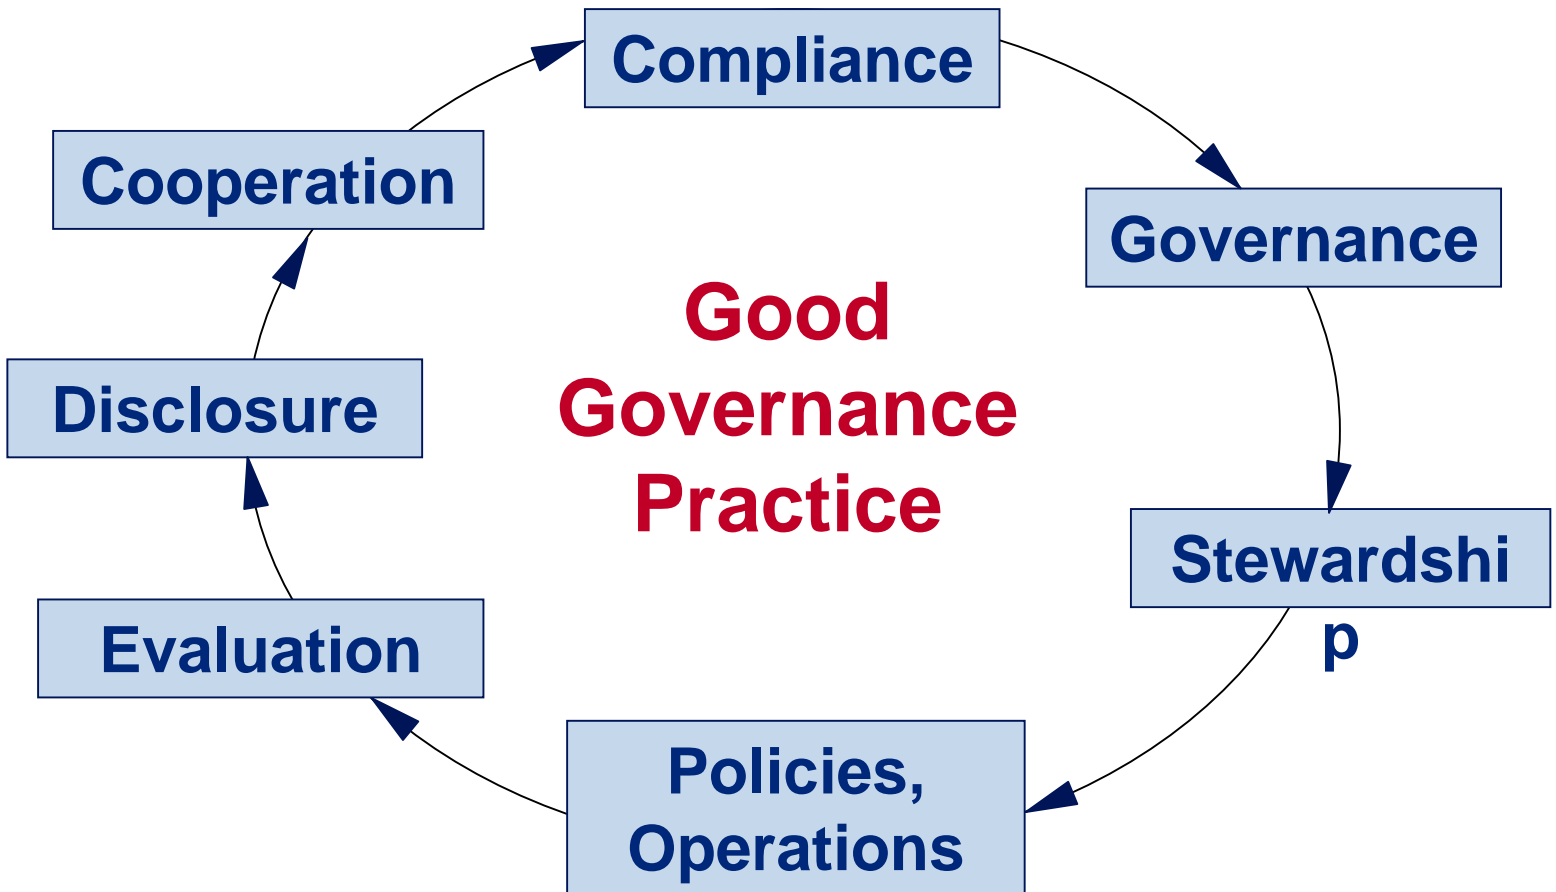 Compliance
Cooperation
Governance
Good
Governance
Practice
Disclosure
Stewardshi
p
Evaluation
Policies,
Operations